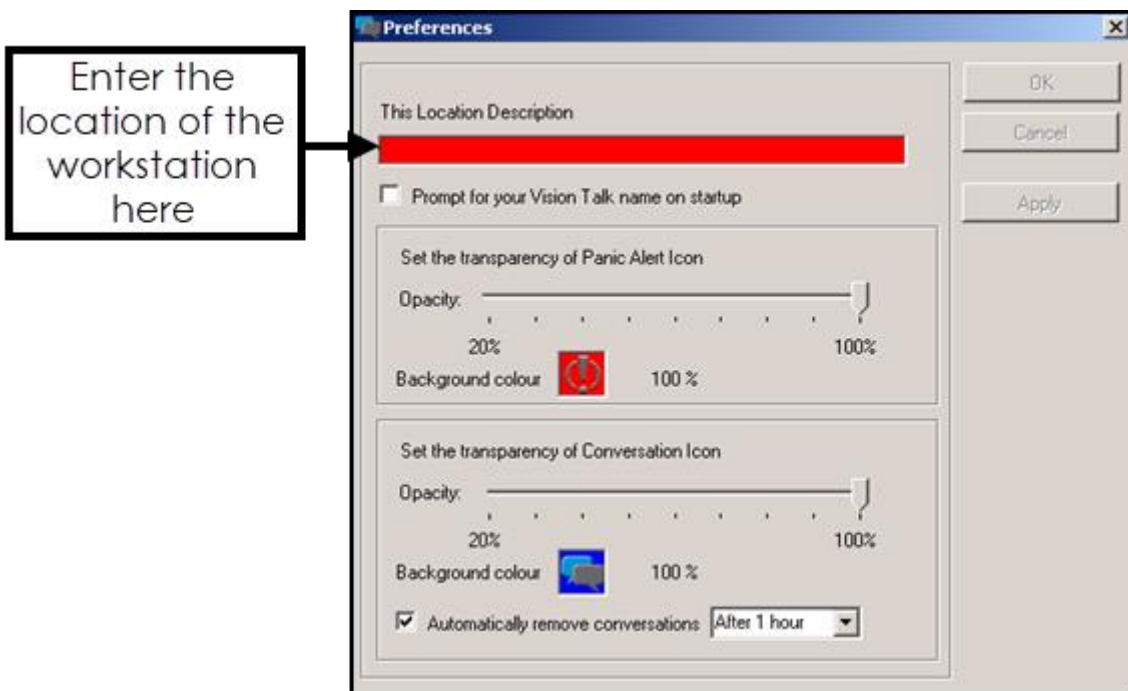 Preferences
Enter the
location of the
workstation
here
This Location Description
Prompt for your Vision Talk name on startup
Set the transparency of Panic Alert Icon
Opacity:
20% 100%
Background colour 100 %
Set the transparency of Conversation Icon
Opacity:
20% 100%
Background colour 100 %
Automatically remove conversations After 1 hour
OK
Cancel
Apply